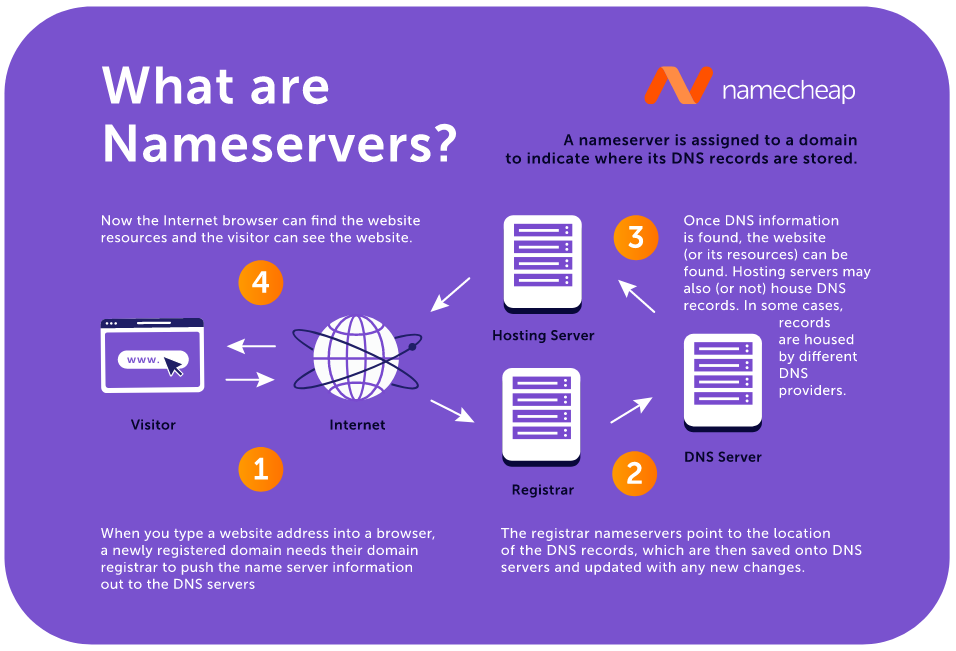 What are
Nameservers?
namecheap
A nameserver is assigned to a domain
to indicate where its DNS records are stored.
Now the Internet browser can find the website
resources and the visitor can see the website.
4
3
Once DNS information
is found, the website
(or its resources) can be
found. Hosting servers may
also (or not) house DNS
records. In some cases,
records
are housed
by different
DNS
providers.
Hosting Server
www.
Visitor
Internet
Registrar
DNS Server
1
2
When you type a website address into a browser,
a newly registered domain needs their domain
registrar to push the name server information
out to the DNS servers
The registrar nameservers point to the location
of the DNS records, which are then saved onto DNS
servers and updated with any new changes.